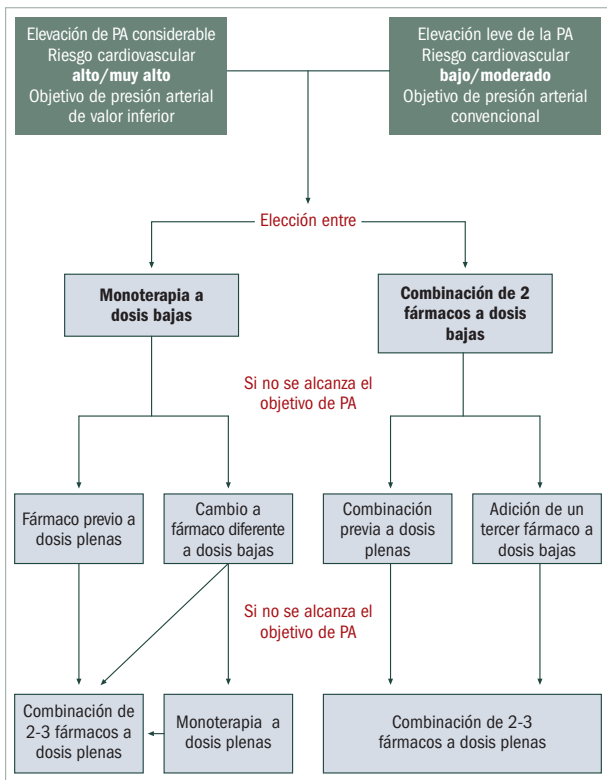 Elevación de PA considerable
Riesgo cardiovascular
alto/muy alto
Objetivo de presión arterial
de valor inferior
Elevación leve de la PA
Riesgo cardiovascular
bajo/moderado
Objetivo de presión arterial
convencional
Elección entre
Monoterapia a
dosis bajas
Combinación de 2
fármacos a dosis
bajas
Si no se alcanza el
objetivo de PA
Fármaco previo a
dosis plenas
Cambio a
fármaco diferente
a dosis bajas
Combinación
previa a dosis
plenas
Adición de un
tercer fármaco a
dosis bajas
Si no se alcanza el
objetivo de PA
Combinación de
2-3 fármacos a
dosis plenas
Monoterapia a
dosis plenas
Combinación de 2-3
fármacos a dosis plenas